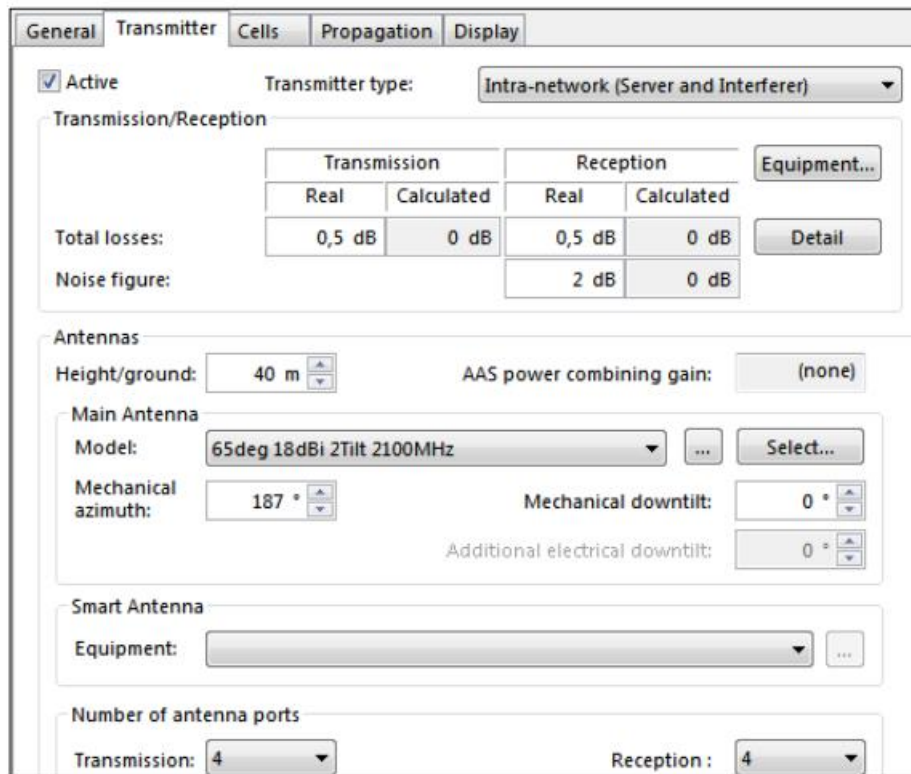 General Transmitter Cells Propagation Display
Active Transmitter type: Intra-network (Server and Interferer)
Transmission/Reception
Transmission Reception Equipment...
Real Calculated Real Calculated
Total losses: 0,5 dB 0 dB 0,5 dB 0 dB Detail
Noise figure: 2 dB 0 dB
Antennas
Height/ground: 40 m AAS power combining gain: (none)
Main Antenna
Model: 65deg 18dBi 2Tilt 2100MHz ... Select...
Mechanical
azimuth: 187 ° Mechanical downtilt: 0 °
Additional electrical downtilt: 0 °
Smart Antenna
Equipment: ...
Number of antenna ports
Transmission: 4 Reception : 4